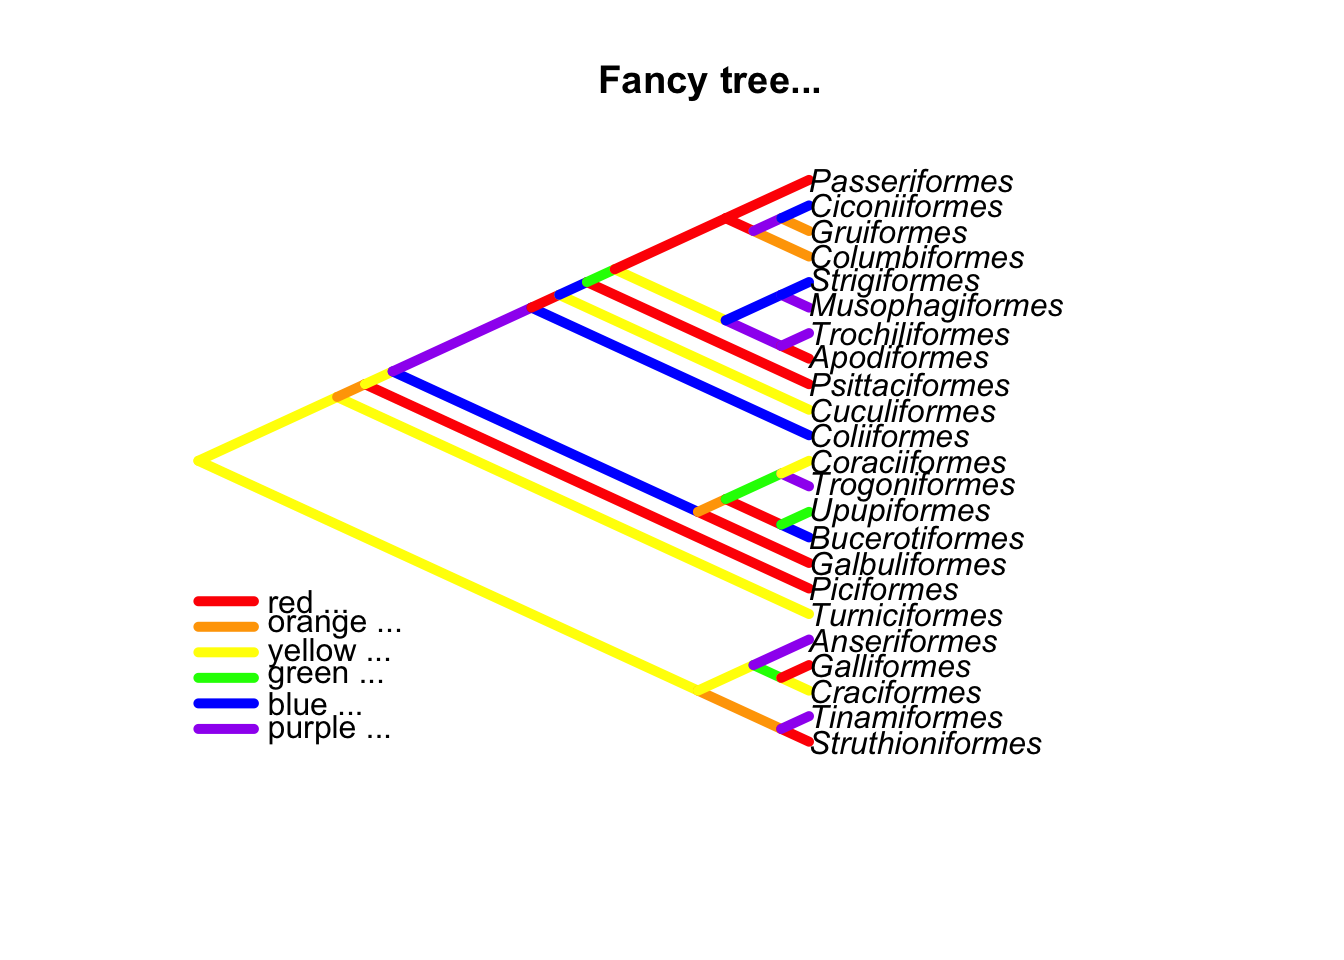 Fancy tree...
Passeriformes
Ciconiiformes
Gruiformes
Columbiformes
Strigiformes
Musophagiformes
Trochiliformes
Apodiformes
Psittaciformes
Cuculiformes
Coliiformes
Coraciiformes
Trogoniformes
Upupiformes
Bucerotiformes
Galbuliformes
Piciformes
Turniciformes
Anseriformes
Galliformes
Craciformes
Tinamiformes
Struthioniformes
red ...
orange ...
yellow ...
green ...
blue ...
purple ...